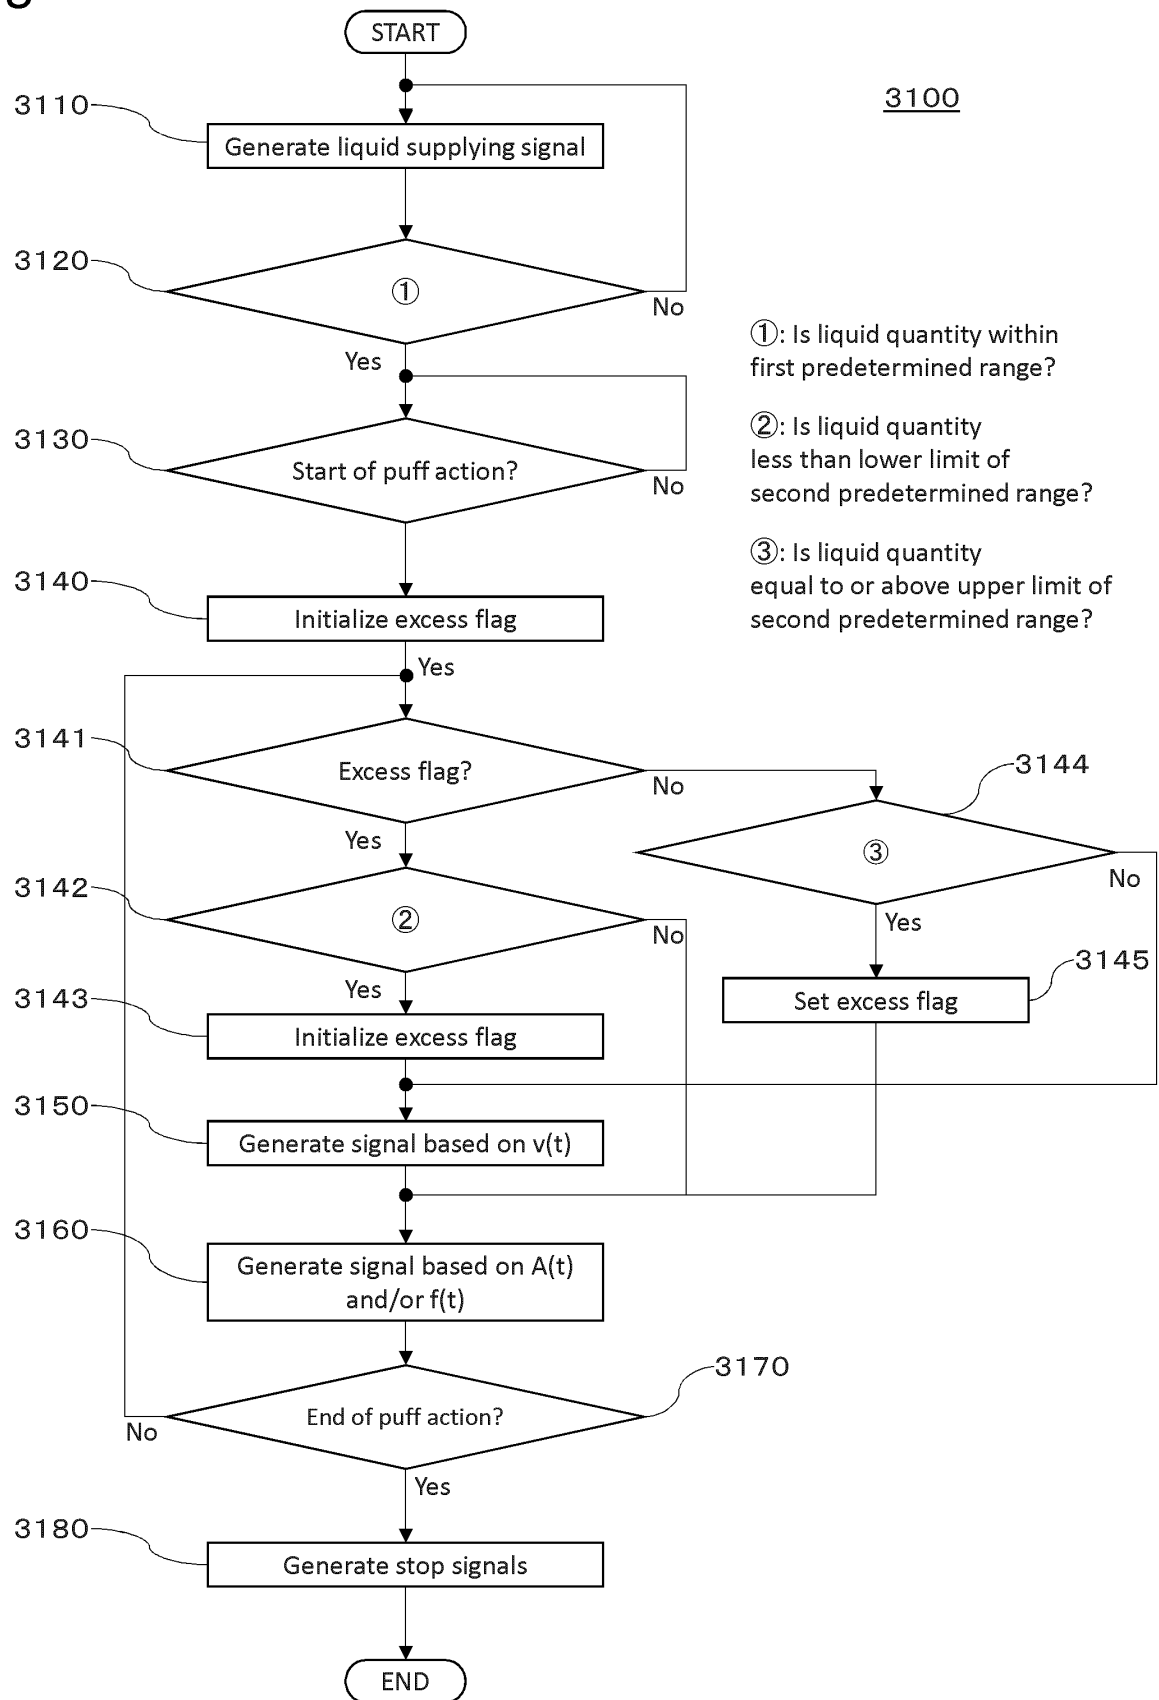 START
3100
3110
Generate liquid supplying signal
3120
①
No
Yes
①: Is liquid quantity within
first predetermined range?
3130
Start of puff action?
No
②: Is liquid quantity
less than lower limit of
second predetermined range?
③: Is liquid quantity
equal to or above upper limit of
second predetermined range?
3140
Initialize excess flag
Yes
3141
Excess flag?
No
Yes
3144
③
No
Yes
3142
②
No
Yes
3145
Set excess flag
3143
Initialize excess flag
3150
Generate signal based on v(t)
3160
Generate signal based on A(t)
and/or f(t)
3170
End of puff action?
No
Yes
3180
Generate stop signals
END